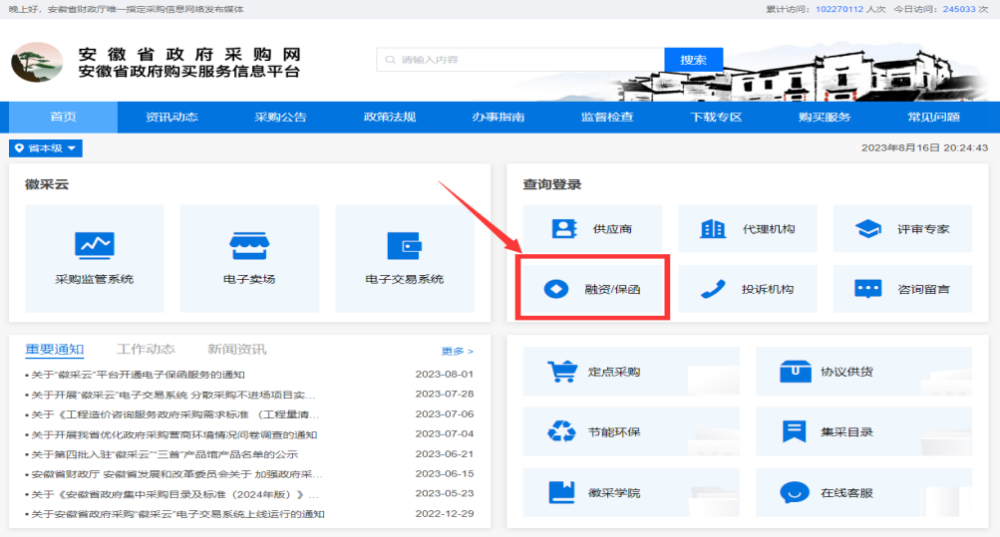 晚上好，安徽省财政厅唯一指定采购信息网络发布媒体
累计访问：102270112 人次 今日访问：245033 次
安徽省政府采购网
安徽省政府购买服务信息平台
请输入内容
搜索
首页 资讯动态 采购公告 政策法规 办事指南 监督检查 下载专区 购买服务 常见问题
省本级
2023年8月16日 20:24:43
徽采云
采购监管系统
电子卖场
电子交易系统
查询登录
供应商
代理机构
评审专家
融资/保函
投诉机构
咨询留言
重要通知 工作动态 新闻资讯 更多 >
• 关于“徽采云”平台开通电子保函服务的通知 2023-08-01
• 关于开展“徽采云”电子交易系统 分散采购不进场项目实... 2023-07-28
• 关于《工程造价咨询服务政府采购需求标准 （工程量清... 2023-07-06
• 关于开展我省优化政府采购营商环境情况问卷调查的通知 2023-07-04
• 关于第四批入驻“徽采云”“三首”产品馆产品名单的公示 2023-06-21
• 安徽省财政厅 安徽省发展和改革委员会关于 加强政府采... 2023-06-15
• 关于《安徽省政府集中采购目录及标准（2024年版）》... 2023-05-23
• 关于安徽省政府采购“徽采云”电子交易系统上线运行的通知 2022-12-29
定点采购
协议供货
节能环保
集采目录
徽采学院
在线客服